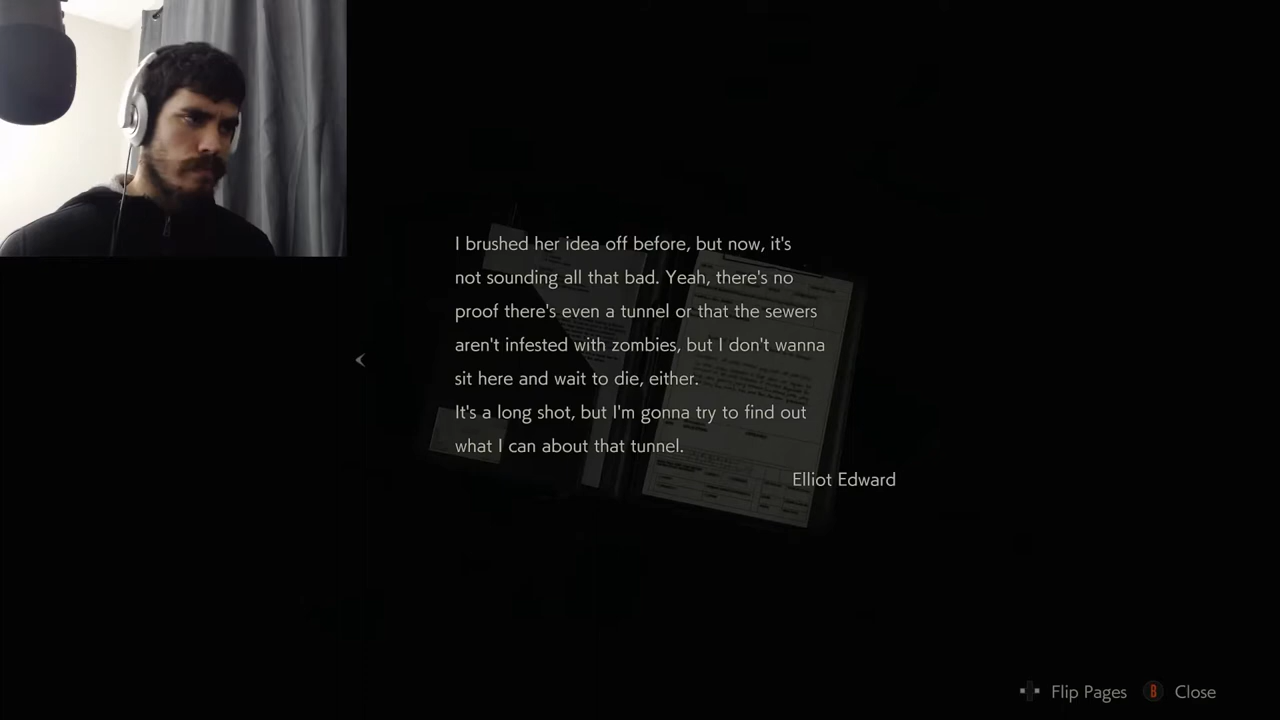 I brushed her idea off before, but now, it's
not sounding all that bad. Yeah, there's no
proof there's even a tunnel or that the sewers
aren't infested with zombies, but I don't wanna
sit here and wait to die, either.
It's a long shot, but I'm gonna try to find out
what I can about that tunnel.
Elliot Edward
Flip Pages B Close